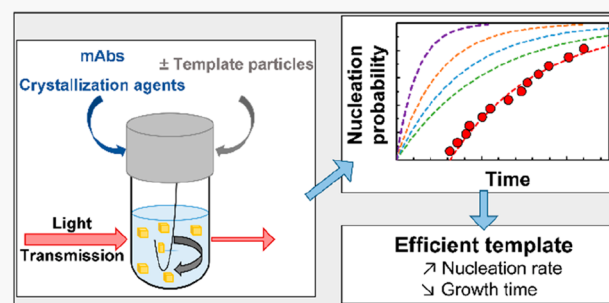 mAbs
Crystallization agents
± Template particles
Light
Transmission
Nucleation
probability
Time
Efficient template
↗ Nucleation rate
↘ Growth time